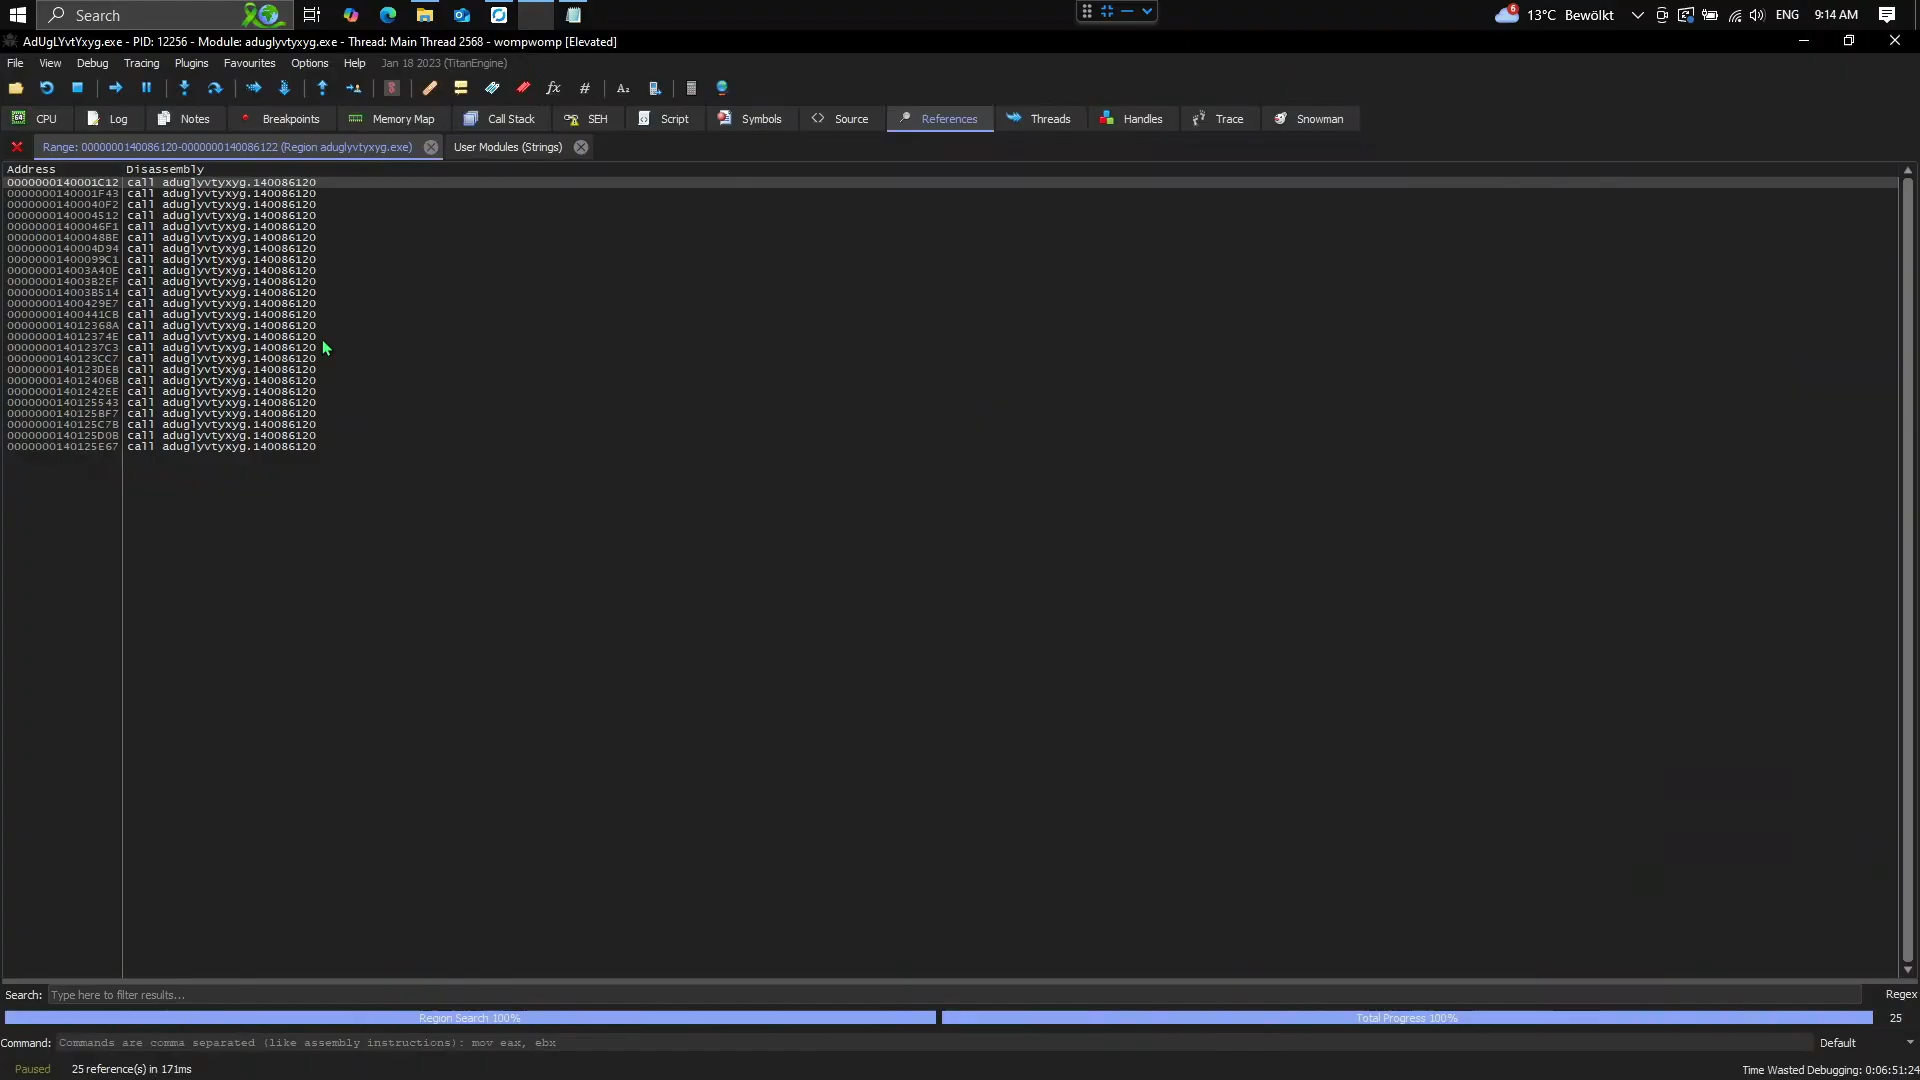 Search
6
13°C Bewölkt
ENG
9:14 AM
AdUgLYvtYxyg.exe - PID: 12256 - Module: aduglyvtyxyg.exe - Thread: Main Thread 2568 - wompwomp [Elevated]
File View Debug Tracing Plugins Favourites Options Help Jan 18 2023 (TitanEngine)
CPU Log Notes Breakpoints Memory Map Call Stack SEH Script Symbols Source References Threads Handles Trace Snowman
Range: 0000000140086120-0000000140086122 (Region aduglyvtyxyg.exe) User Modules (Strings)
Address Disassembly
0000000140001C12 call aduglyvtyxyg.140086120
0000000140001F43 call aduglyvtyxyg.140086120
00000001400040F2 call aduglyvtyxyg.140086120
0000000140004512 call aduglyvtyxyg.140086120
00000001400046F1 call aduglyvtyxyg.140086120
00000001400048BE call aduglyvtyxyg.140086120
0000000140004D94 call aduglyvtyxyg.140086120
00000001400099C1 call aduglyvtyxyg.140086120
000000014003A40E call aduglyvtyxyg.140086120
000000014003B2EF call aduglyvtyxyg.140086120
000000014003B514 call aduglyvtyxyg.140086120
00000001400429E7 call aduglyvtyxyg.140086120
00000001400441CB call aduglyvtyxyg.140086120
000000014012368A call aduglyvtyxyg.140086120
000000014012374E call aduglyvtyxyg.140086120
00000001401237C3 call aduglyvtyxyg.140086120
0000000140123CC7 call aduglyvtyxyg.140086120
0000000140123DEB call aduglyvtyxyg.140086120
000000014012406B call aduglyvtyxyg.140086120
00000001401242EE call aduglyvtyxyg.140086120
0000000140125543 call aduglyvtyxyg.140086120
0000000140125BF7 call aduglyvtyxyg.140086120
0000000140125C7B call aduglyvtyxyg.140086120
0000000140125D0B call aduglyvtyxyg.140086120
0000000140125E67 call aduglyvtyxyg.140086120
Search: Type here to filter results... Regex
Region Search 100% Total Progress 100% 25
Command: Commands are comma separated (like assembly instructions): mov eax, ebx Default
Paused 25 reference(s) in 171ms Time Wasted Debugging: 0:06:51:24